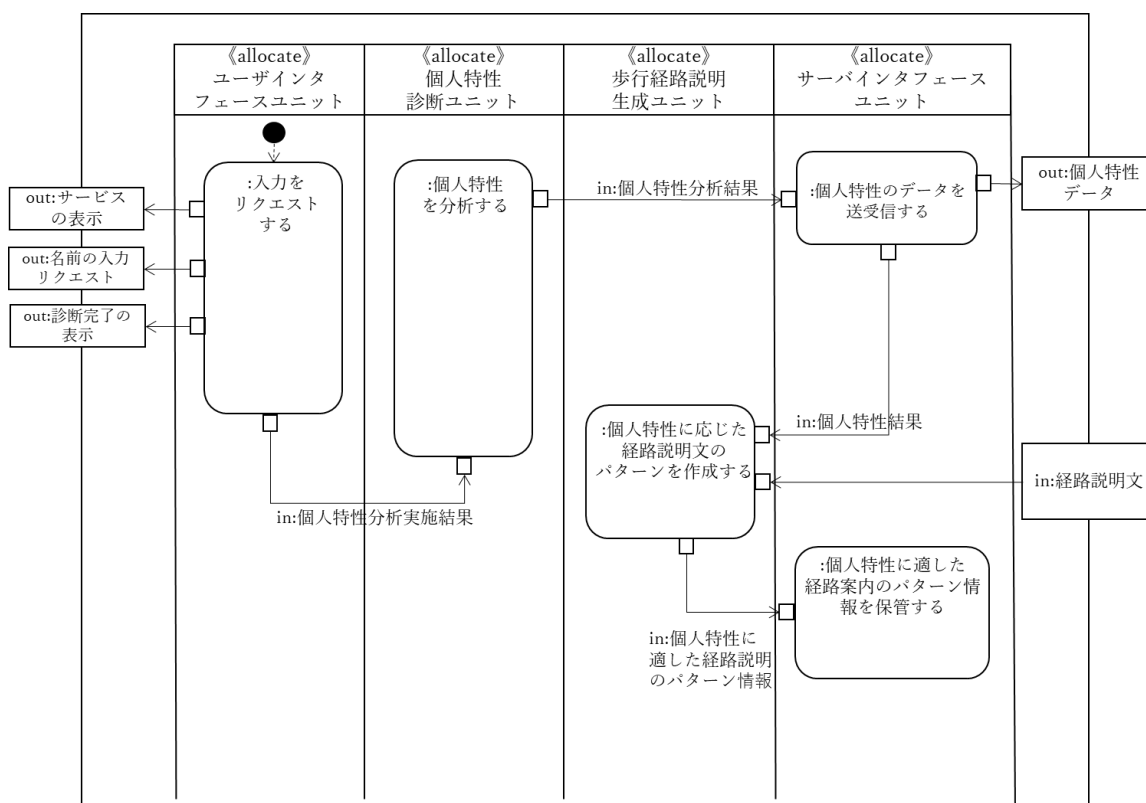 《allocate》
ユーザインタ
フェースユニット
《allocate》
個人特性
診断ユニット
《allocate》
歩行経路説明
生成ユニット
《allocate》
サーバインタフェース
ユニット
:入力を
リクエスト
する
:個人特性
を分析する
in:個人特性分析結果
:個人特性のデータを
送受信する
out:個人特性
データ
out:サービス
の表示
out:名前の入力
リクエスト
out:診断完了の
表示
in:個人特性結果
:個人特性に応じた
経路説明文の
パターンを作成する
in:経路説明文
in:個人特性分析実施結果
:個人特性に適した
経路案内のパターン情
報を保管する
in:個人特性に
適した経路説明
のパターン情報